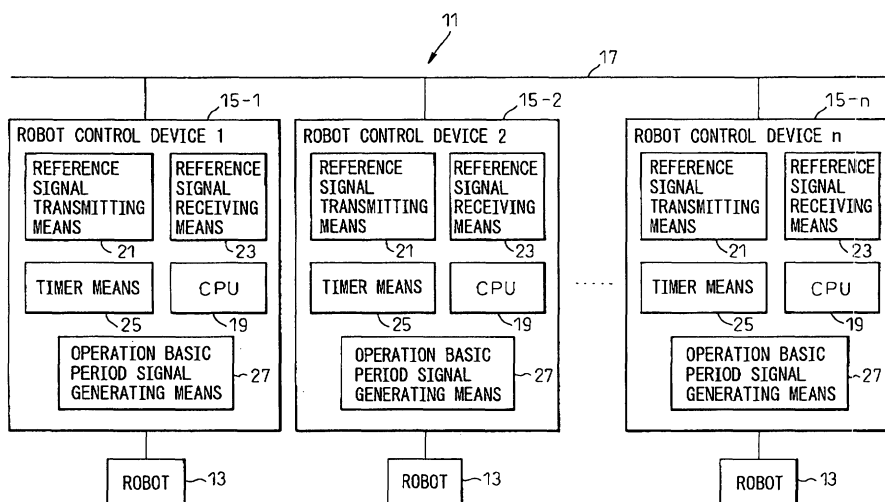 11
17
15-1
15-2
15-n
ROBOT CONTROL DEVICE 1
REFERENCE
SIGNAL
TRANSMITTING
MEANS
21
REFERENCE
SIGNAL
RECEIVING
MEANS
23
TIMER MEANS
25
CPU
19
OPERATION BASIC
PERIOD SIGNAL
GENERATING MEANS
27
ROBOT
13
ROBOT CONTROL DEVICE 2
REFERENCE
SIGNAL
TRANSMITTING
MEANS
21
REFERENCE
SIGNAL
RECEIVING
MEANS
23
TIMER MEANS
25
CPU
19
OPERATION BASIC
PERIOD SIGNAL
GENERATING MEANS
27
ROBOT
13
.....
ROBOT CONTROL DEVICE n
REFERENCE
SIGNAL
TRANSMITTING
MEANS
21
REFERENCE
SIGNAL
RECEIVING
MEANS
23
TIMER MEANS
25
CPU
19
OPERATION BASIC
PERIOD SIGNAL
GENERATING MEANS
27
ROBOT
13